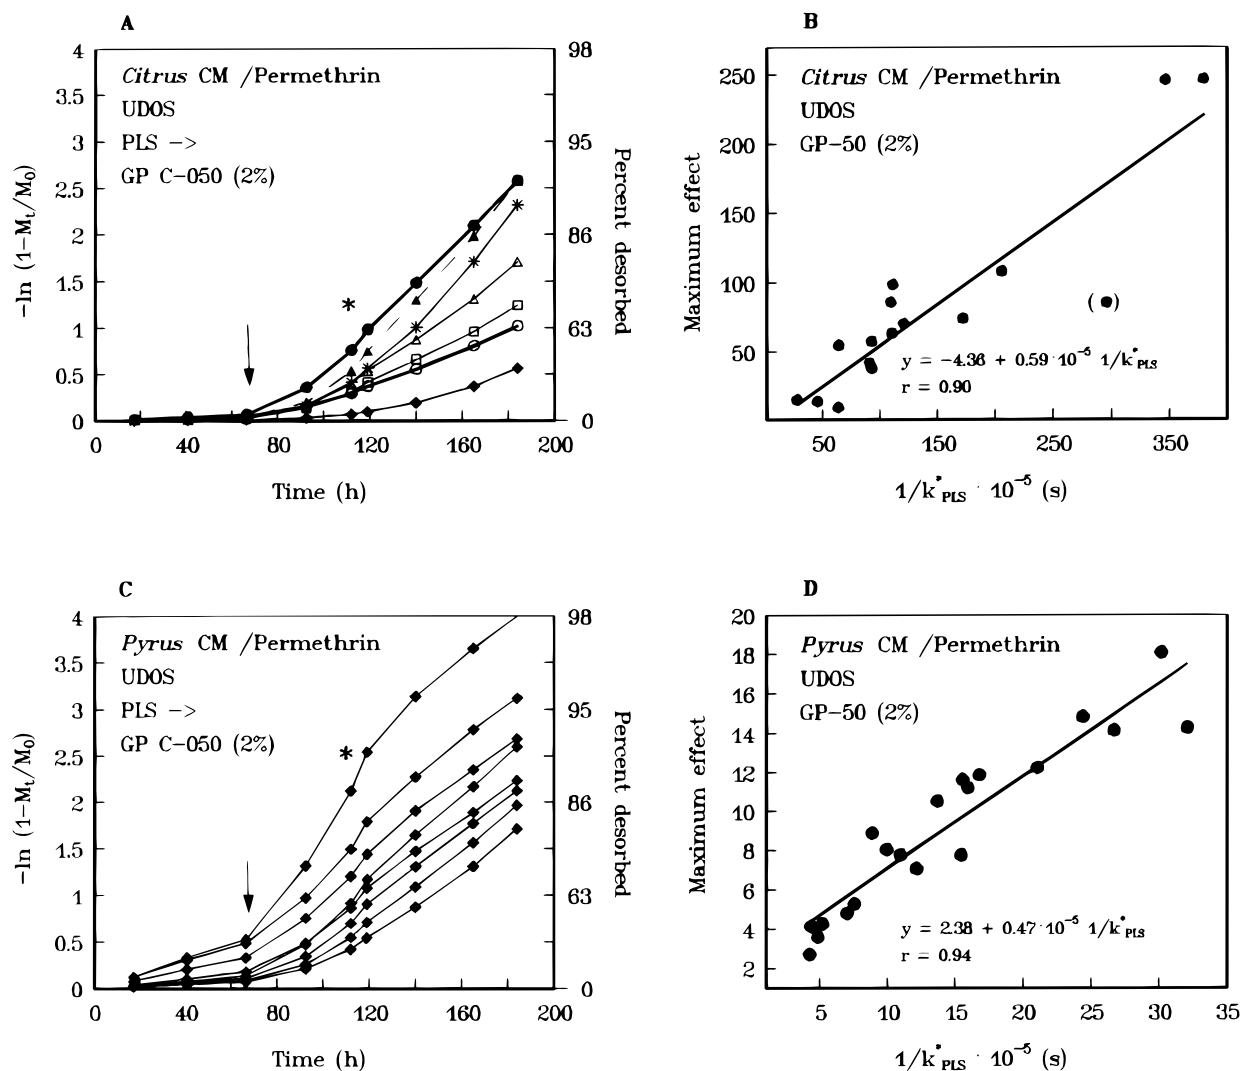 A
Citrus CM /Permethrin
UDOS
PLS ->
GP C-050 (2%)
4
3.5
3
2.5
2
1.5
1
0.5
0
-ln (1-Mt/M0)
98
95
86
63
0
Percent desorbed
*
0 40 80 120 160 200
Time (h)
B
Citrus CM /Permethrin
UDOS
GP-50 (2%)
250
200
150
100
50
Maximum effect
( )
y = -4.36 + 0.59·10⁻⁵ 1/k*PLS
r = 0.90
50 150 250 350
1/k*PLS · 10⁻⁵ (s)
C
Pyrus CM /Permethrin
UDOS
PLS ->
GP C-050 (2%)
4
3.5
3
2.5
2
1.5
1
0.5
0
-ln (1-Mt/M0)
98
95
86
63
0
Percent desorbed
*
0 40 80 120 160 200
Time (h)
D
Pyrus CM /Permethrin
UDOS
GP-50 (2%)
20
18
16
14
12
10
8
6
4
2
Maximum effect
y = 2.38 + 0.47·10⁻⁵ 1/k*PLS
r = 0.94
5 10 15 20 25 30 35
1/k*PLS · 10⁻⁵ (s)